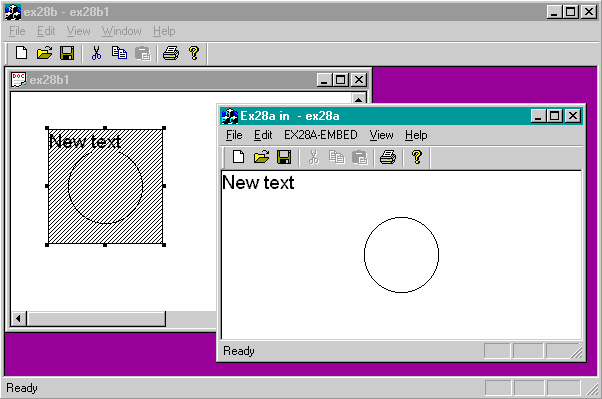 ex28b - ex28b1
File Edit View Window Help
ex28b1
New text
Ex28a in - ex28a
File Edit EX28A-EMBED View Help
New text
Ready
Ready